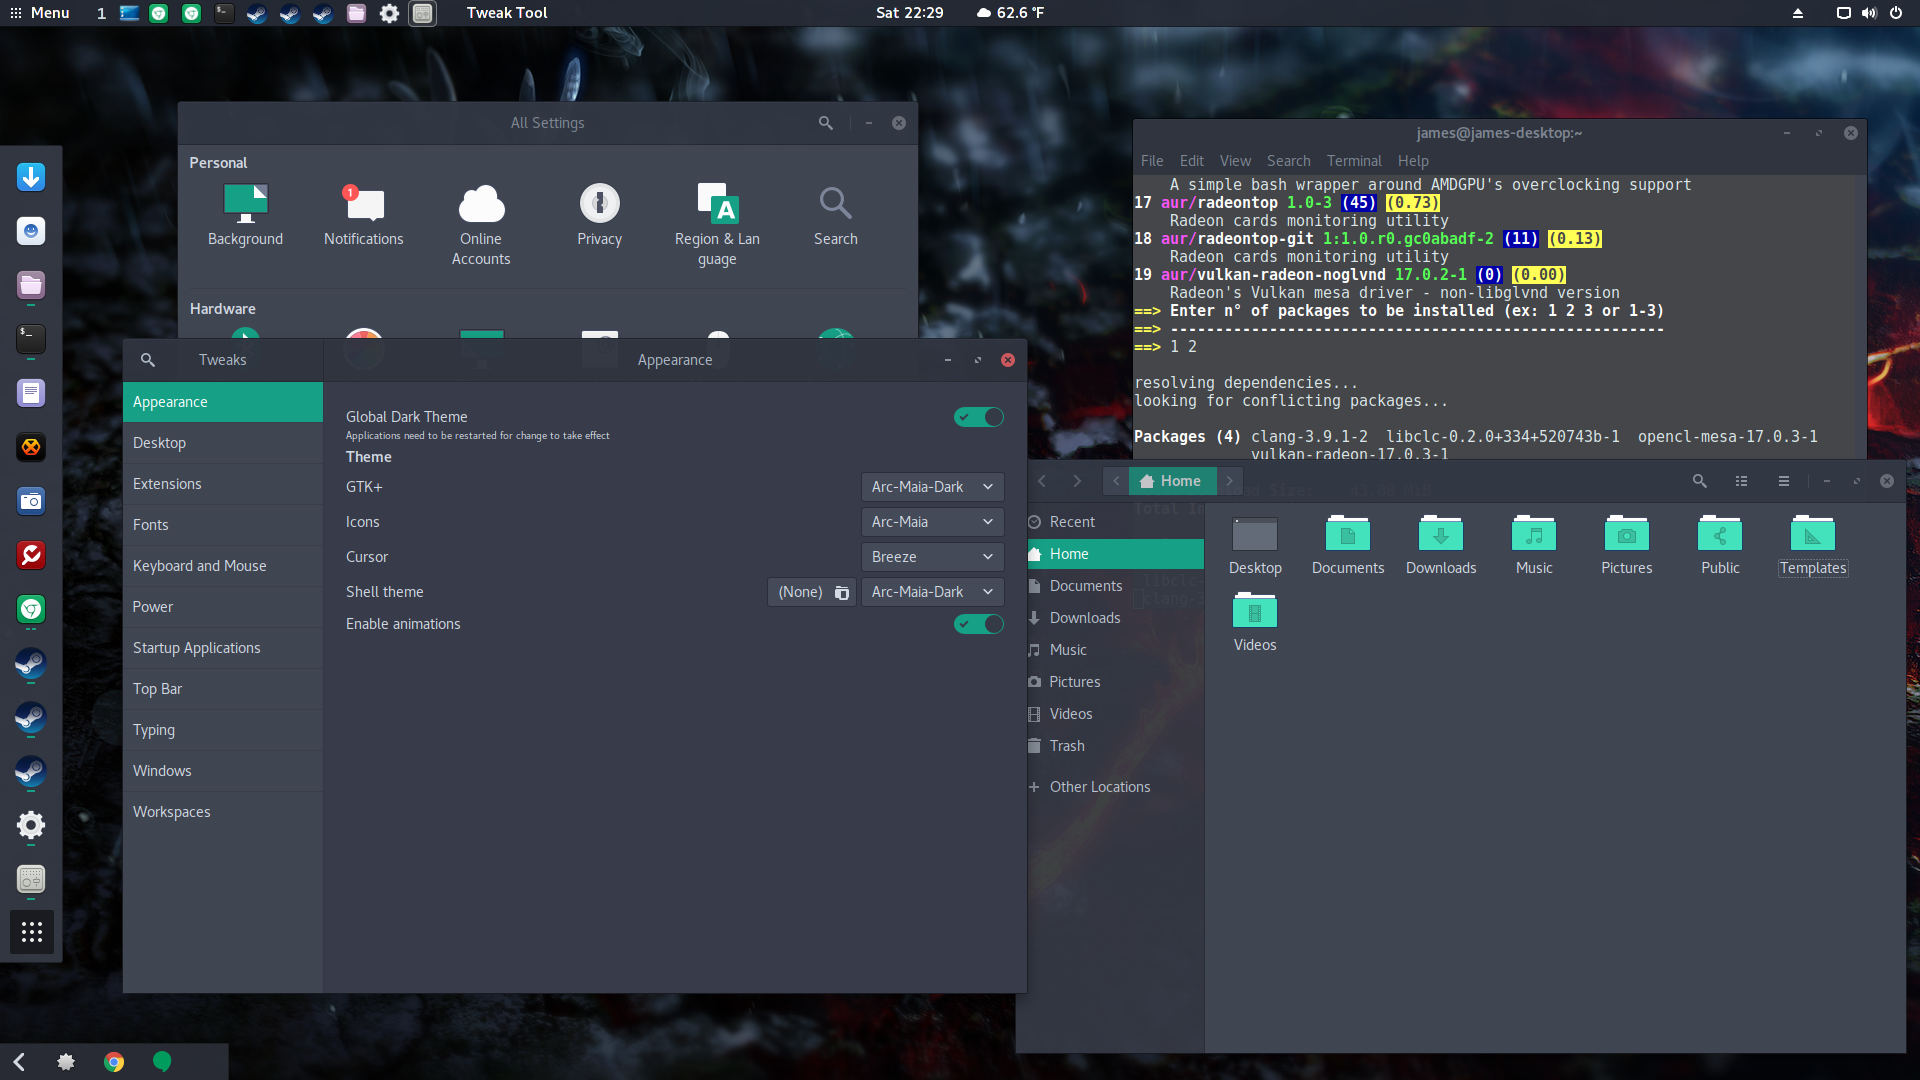 Menu 1 Tweak Tool Sat 22:29 62.6 °F
All Settings
Personal
1
Background Notifications Online Accounts Privacy Region & Lan guage A Search
Hardware
Tweaks
Appearance
Desktop
Extensions
Fonts
Keyboard and Mouse
Power
Startup Applications
Top Bar
Typing
Windows
Workspaces
Appearance
Global Dark Theme
Applications need to be restarted for change to take effect
Theme
GTK+ Arc-Maia-Dark
Icons Arc-Maia
Cursor Breeze
Shell theme (None) Arc-Maia-Dark
Enable animations
james@james-desktop:~
File Edit View Search Terminal Help
A simple bash wrapper around AMDGPU's overclocking support
17 aur/radeontop 1.0-3 (45) (0.73)
Radeon cards monitoring utility
18 aur/radeontop-git 1:1.0.r0.gc0abadf-2 (11) (0.13)
Radeon cards monitoring utility
19 aur/vulkan-radeon-noglvnd 17.0.2-1 (0) (0.00)
Radeon's Vulkan mesa driver - non-libglvnd version
==> Enter n° of packages to be installed (ex: 1 2 3 or 1-3)
==> -------------------------------------------------------
==> 1 2
resolving dependencies...
looking for conflicting packages...
Packages (4) clang-3.9.1-2 libclc-0.2.0+334+520743b-1 opencl-mesa-17.0.3-1
vulkan-radeon-17.0.3-1
Home
Recent
Home
Documents
Downloads
Music
Pictures
Videos
Trash
Other Locations
Desktop Documents Downloads Music Pictures Public Templates
Videos